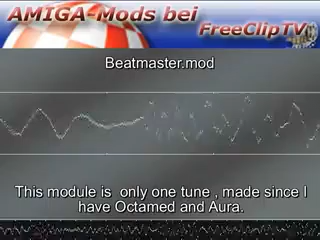 AMIGA-Mods bei
FreeClipTV
Beatmaster.mod
This module is  only one tune , made since I
have Octamed and Aura.